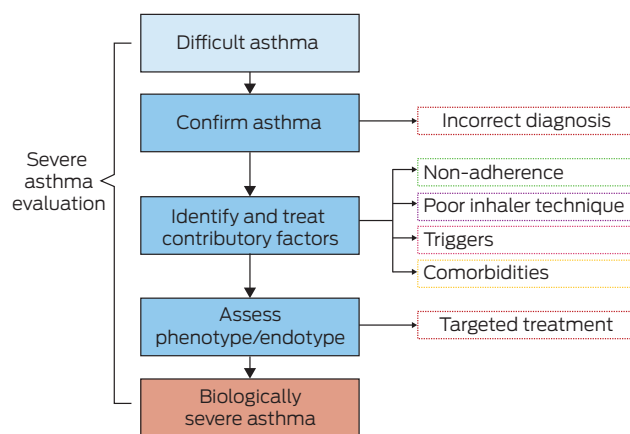 Difficult asthma
Confirm asthma
Incorrect diagnosis
Severe
asthma
evaluation
Identify and treat
contributory factors
Non-adherence
Poor inhaler technique
Triggers
Comorbidities
Assess
phenotype/endotype
Targeted treatment
Biologically
severe asthma